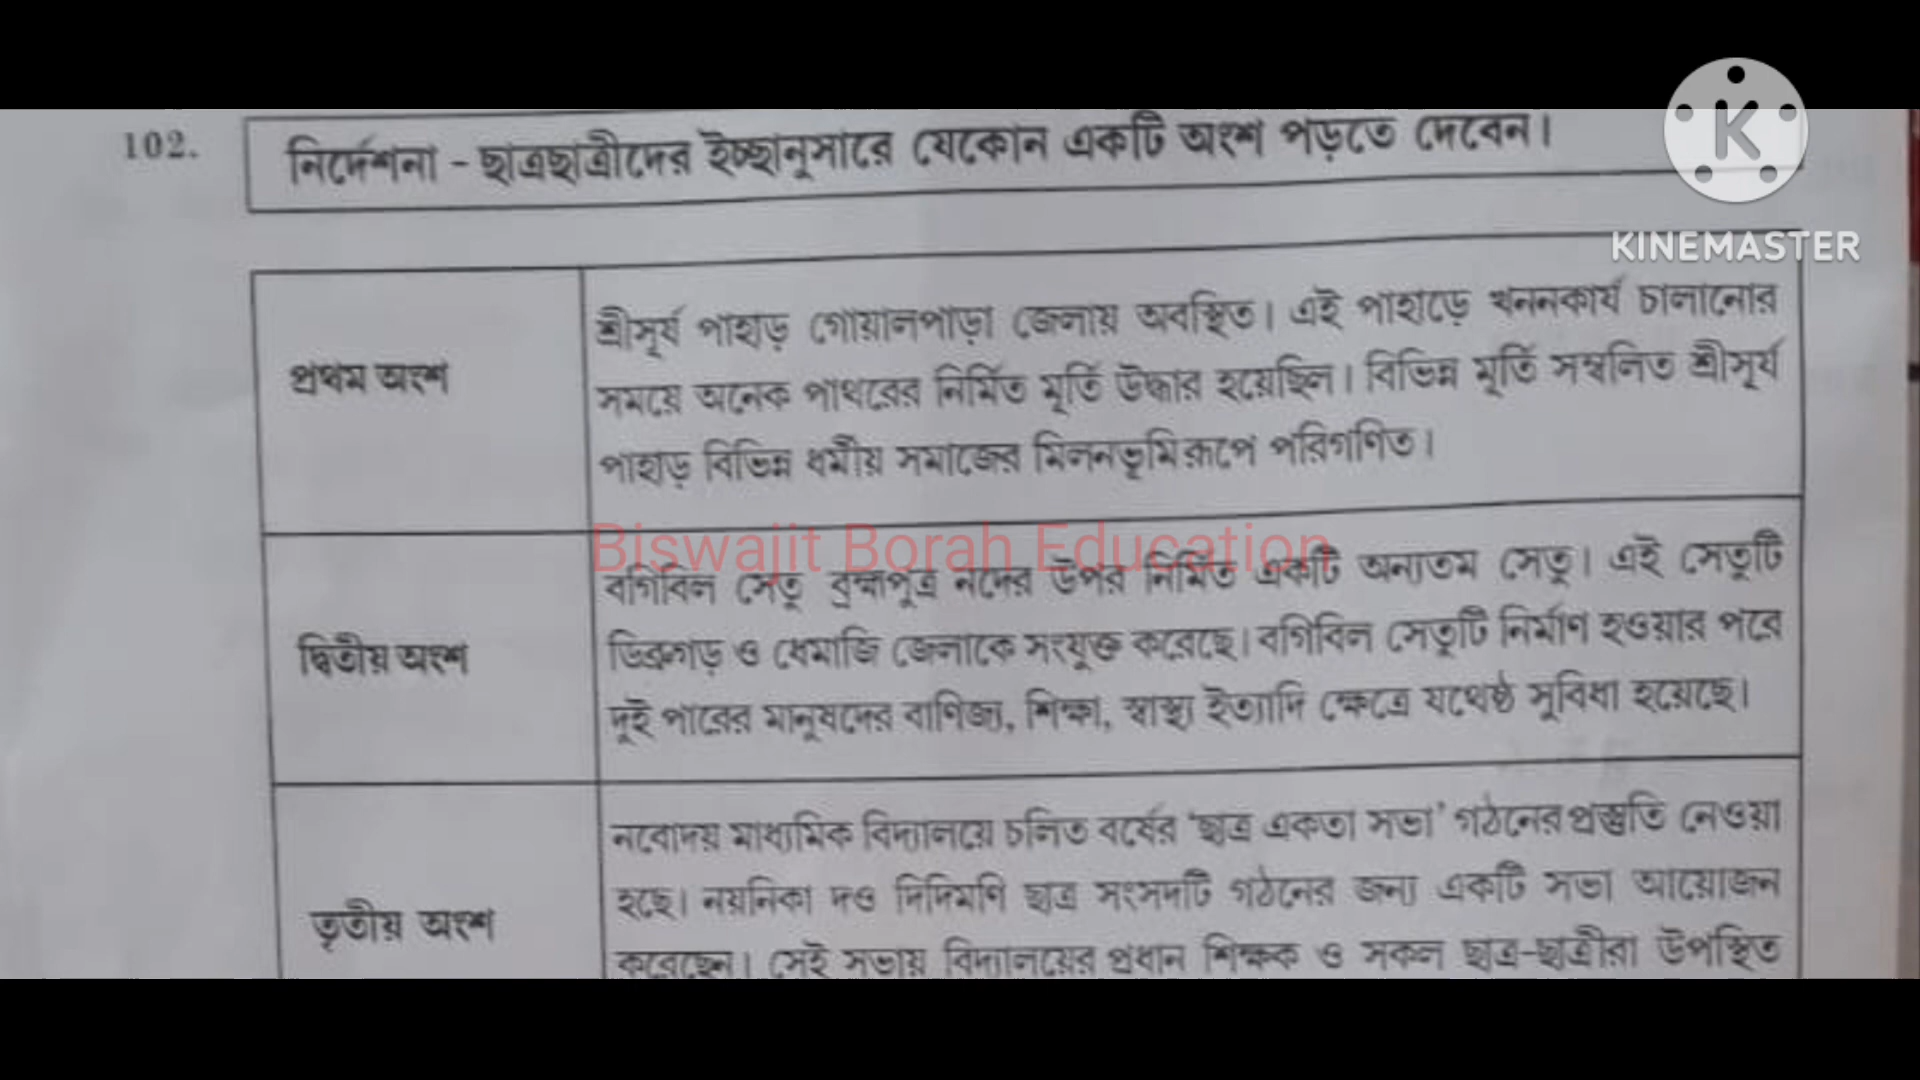 102.
নির্দেশনা - ছাত্রছাত্রীদের ইচ্ছানুসারে যেকোন একটি অংশ পড়তে দেবেন।
KINEMASTER
প্রথম অংশ
শ্রীসূর্য পাহাড় গোয়ালপাড়া জেলায় অবস্থিত। এই পাহাড়ে খননকার্য চালানোর
সময়ে অনেক পাথরের নির্মিত মূর্তি উদ্ধার হয়েছিল। বিভিন্ন মূর্তি সম্বলিত শ্রীসূর্য
পাহাড় বিভিন্ন ধর্মীয় সমাজের মিলনভূমিরূপে পরিগণিত।
Biswajit Borah Education
দ্বিতীয় অংশ
বগিবিল সেতু ব্রহ্মপুত্র নদের উপর নির্মিত একটি অন্যতম সেতু। এই সেতুটি
ডিব্রুগড় ও ধেমাজি জেলাকে সংযুক্ত করেছে। বগিবিল সেতুটি নির্মাণ হওয়ার পরে
দুই পারের মানুষদের বাণিজ্য, শিক্ষা, স্বাস্থ্য ইত্যাদি ক্ষেত্রে যথেষ্ঠ সুবিধা হয়েছে।
তৃতীয় অংশ
নবোদয় মাধ্যমিক বিদ্যালয়ে চলিত বর্ষের ‘ছাত্র একতা সভা’ গঠনের প্রস্তুতি নেওয়া
হছে। নয়নিকা দত্ত দিদিমণি ছাত্র সংসদটি গঠনের জন্য একটি সভা আয়োজন
করেছেন। সেই সভায় বিদ্যালয়ের প্রধান শিক্ষক ও সকল ছাত্র-ছাত্রীরা উপস্থিত